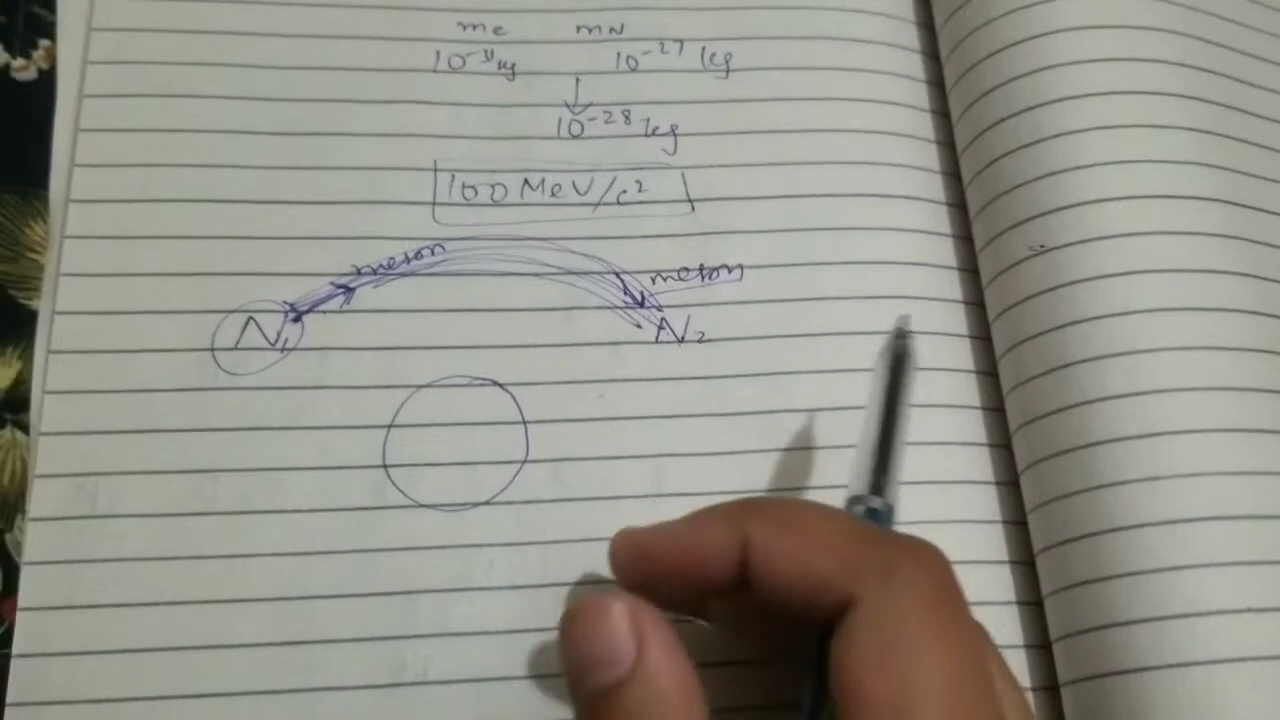 me mN
10⁻³¹kg 10⁻²⁷ kg
↓
10⁻²⁸ kg
100 MeV/c²
meson meson
N₁ N₂